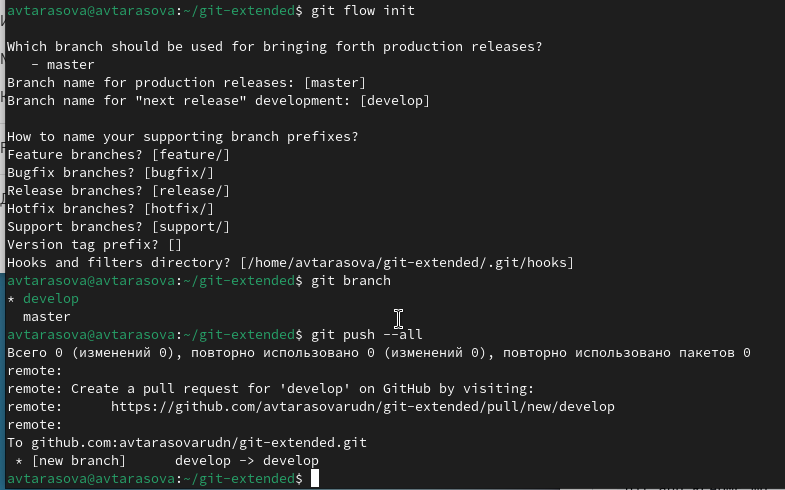 avtarasova@avtarasova:~/git-extended$ git flow init

Which branch should be used for bringing forth production releases?
   - master
Branch name for production releases: [master]
Branch name for "next release" development: [develop]

How to name your supporting branch prefixes?
Feature branches? [feature/]
Bugfix branches? [bugfix/]
Release branches? [release/]
Hotfix branches? [hotfix/]
Support branches? [support/]
Version tag prefix? []
Hooks and filters directory? [/home/avtarasova/git-extended/.git/hooks]
avtarasova@avtarasova:~/git-extended$ git branch
* develop
  master
avtarasova@avtarasova:~/git-extended$ git push --all
Всего 0 (изменений 0), повторно использовано 0 (изменений 0), повторно использовано пакетов 0
remote:
remote: Create a pull request for 'develop' on GitHub by visiting:
remote:      https://github.com/avtarasovarudn/git-extended/pull/new/develop
remote:
To github.com:avtarasovarudn/git-extended.git
 * [new branch]      develop -> develop
avtarasova@avtarasova:~/git-extended$